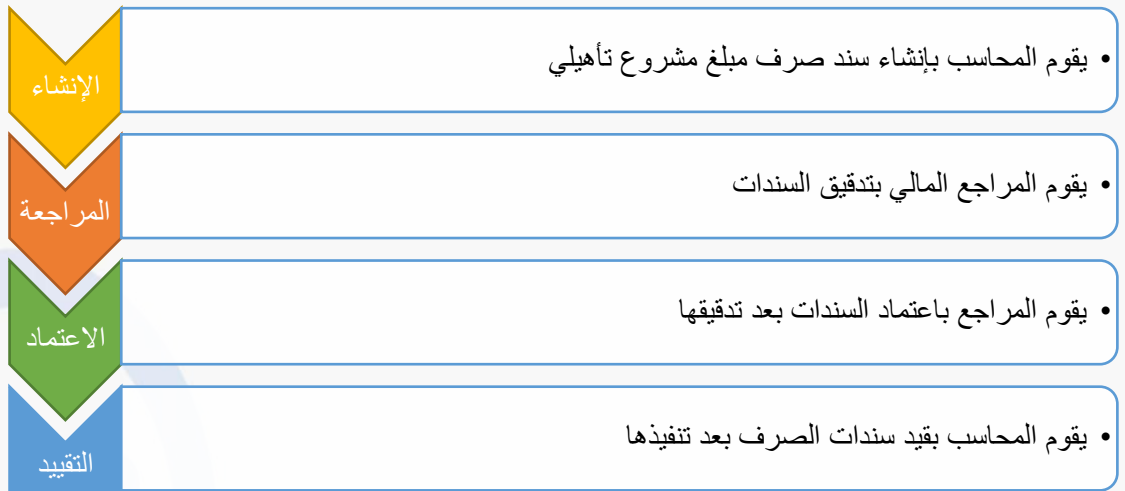 الإنشاء
• يقوم المحاسب بإنشاء سند صرف مبلغ مشروع تأهيلي
المراجعة
• يقوم المراجع المالي بتدقيق السندات
الاعتماد
• يقوم المراجع باعتماد السندات بعد تدقيقها
التقييد
• يقوم المحاسب بقيد سندات الصرف بعد تنفيذها